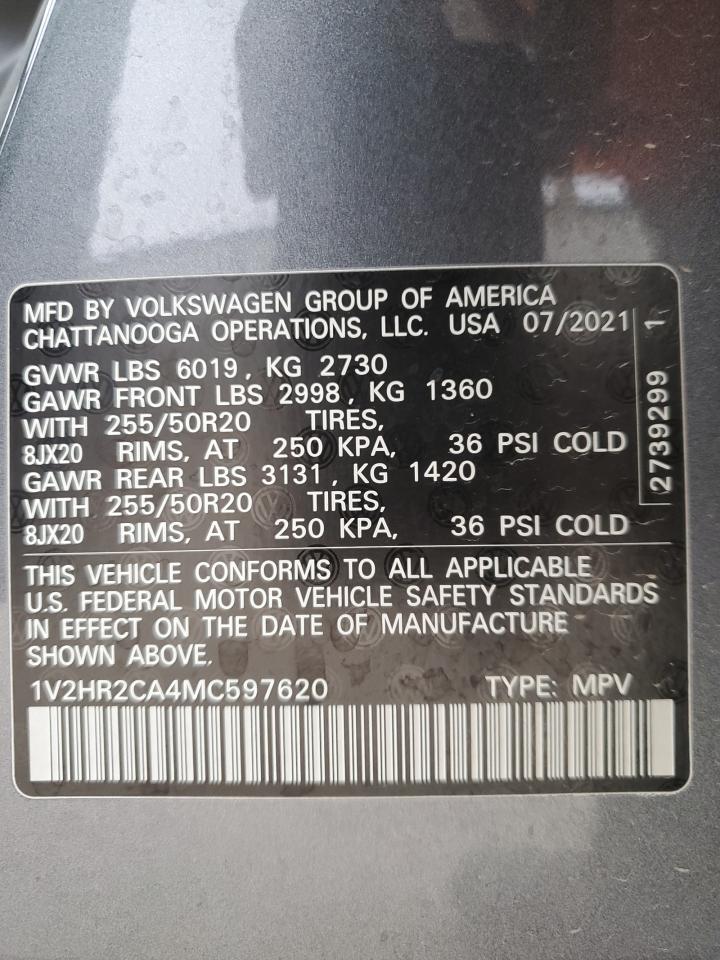 MFD BY VOLKSWAGEN GROUP OF AMERICA
CHATTANOOGA OPERATIONS, LLC. USA 07/2021
GVWR LBS 6019, KG 2730
GAWR FRONT LBS 2998, KG 1360
WITH 255/50R20 TIRES,
8JX20 RIMS, AT 250 KPA, 36 PSI COLD
GAWR REAR LBS 3131, KG 1420
WITH 255/50R20 TIRES,
8JX20 RIMS, AT 250 KPA, 36 PSI COLD
2739299 1
THIS VEHICLE CONFORMS TO ALL APPLICABLE
U.S. FEDERAL MOTOR VEHICLE SAFETY STANDARDS
IN EFFECT ON THE DATE OF MANUFACTURE
SHOWN ABOVE.
1V2HR2CA4MC597620 TYPE: MPV